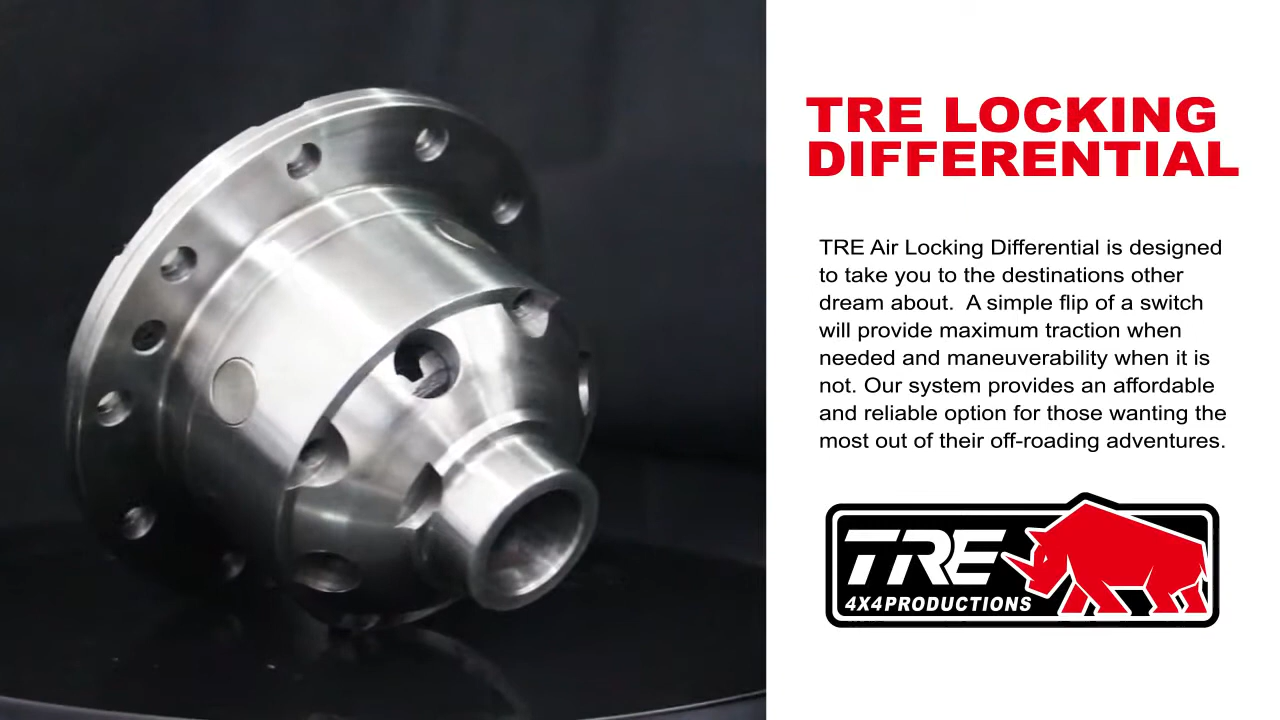 TRE LOCKING
DIFFERENTIAL
TRE Air Locking Differential is designed
to take you to the destinations other
dream about.  A simple flip of a switch
will provide maximum traction when
needed and maneuverability when it is
not. Our system provides an affordable
and reliable option for those wanting the
most out of their off-roading adventures.
TRE
4X4PRODUCTIONS